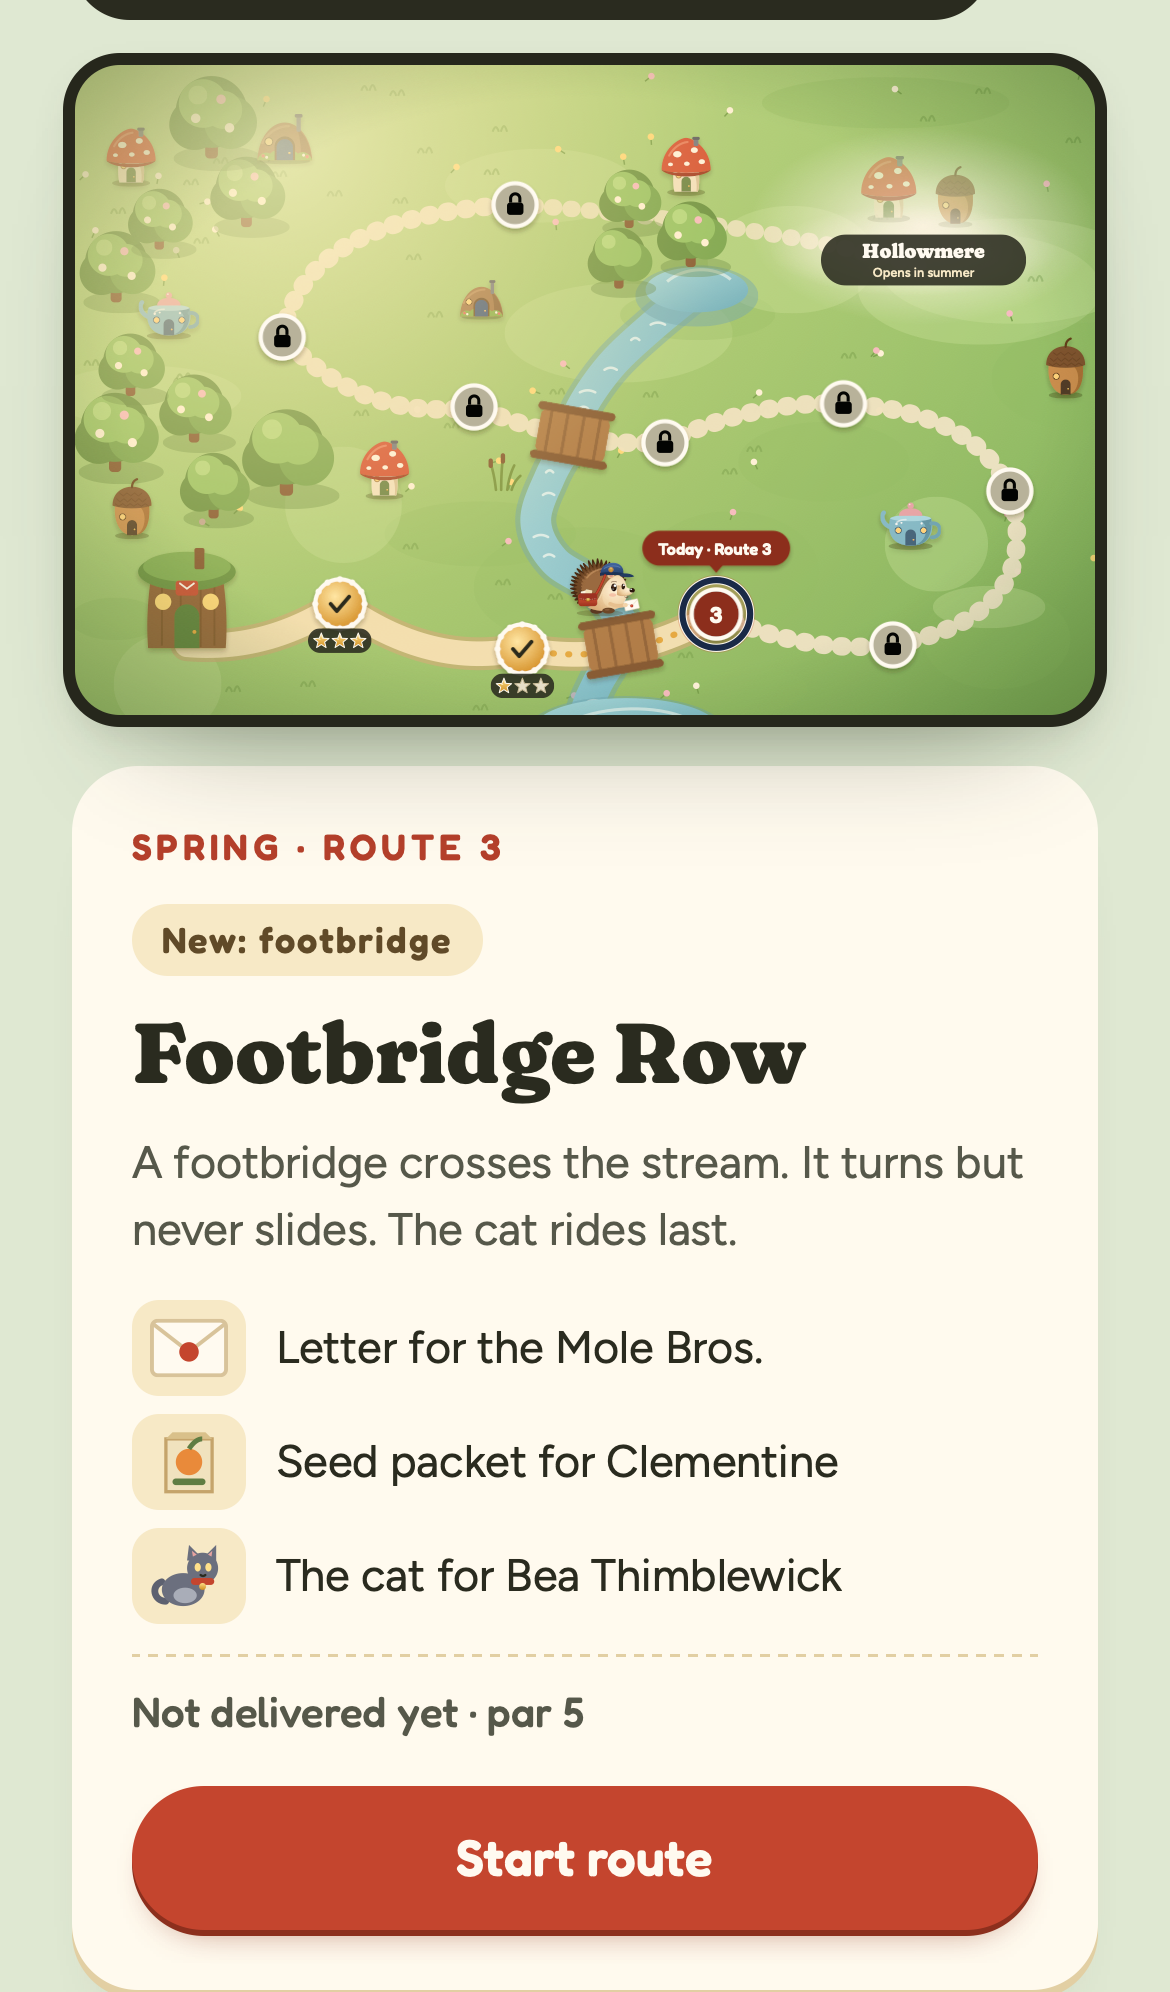 Hollowmere
Opens in summer
Today · Route 3
3
SPRING · ROUTE 3
New: footbridge
Footbridge Row
A footbridge crosses the stream. It turns but
never slides. The cat rides last.
Letter for the Mole Bros.
Seed packet for Clementine
The cat for Bea Thimblewick
Not delivered yet · par 5
Start route